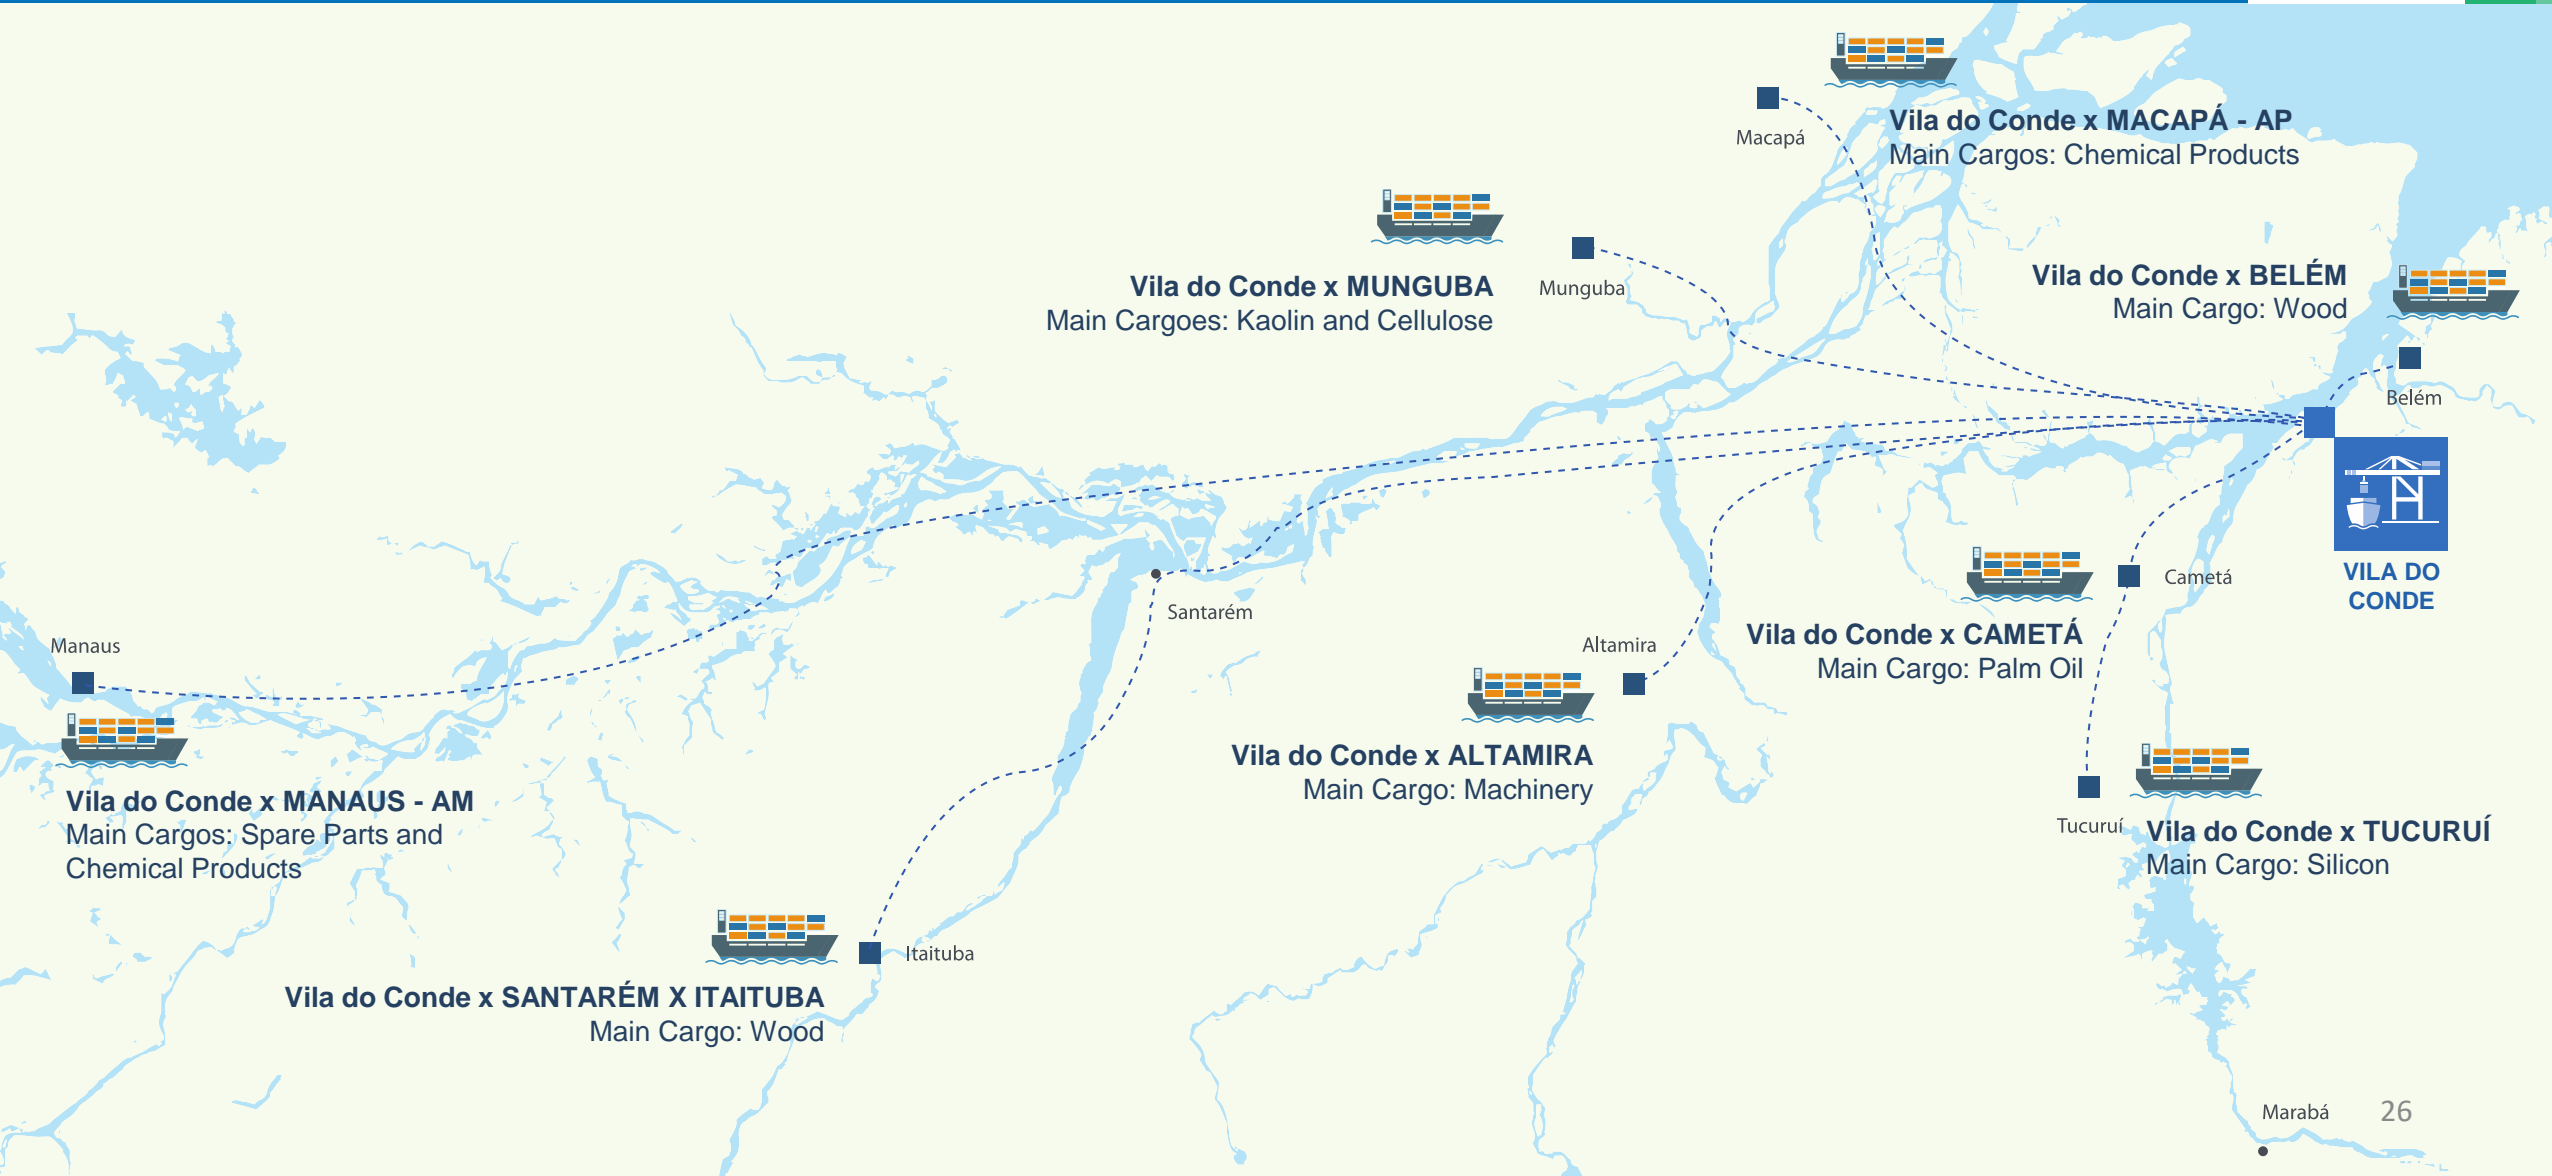 Macapá
Vila do Conde x MACAPÁ - AP
Main Cargos: Chemical Products
Vila do Conde x MUNGUBA
Main Cargoes: Kaolin and Cellulose
Munguba
Vila do Conde x BELÉM
Main Cargo: Wood
Belém
VILA DO
CONDE
Cametá
Vila do Conde x CAMETÁ
Main Cargo: Palm Oil
Santarém
Altamira
Vila do Conde x ALTAMIRA
Main Cargo: Machinery
Manaus
Vila do Conde x MANAUS - AM
Main Cargos: Spare Parts and
Chemical Products
Tucuruí
Vila do Conde x TUCURUÍ
Main Cargo: Silicon
Itaituba
Vila do Conde x SANTARÉM X ITAITUBA
Main Cargo: Wood
Marabá
26